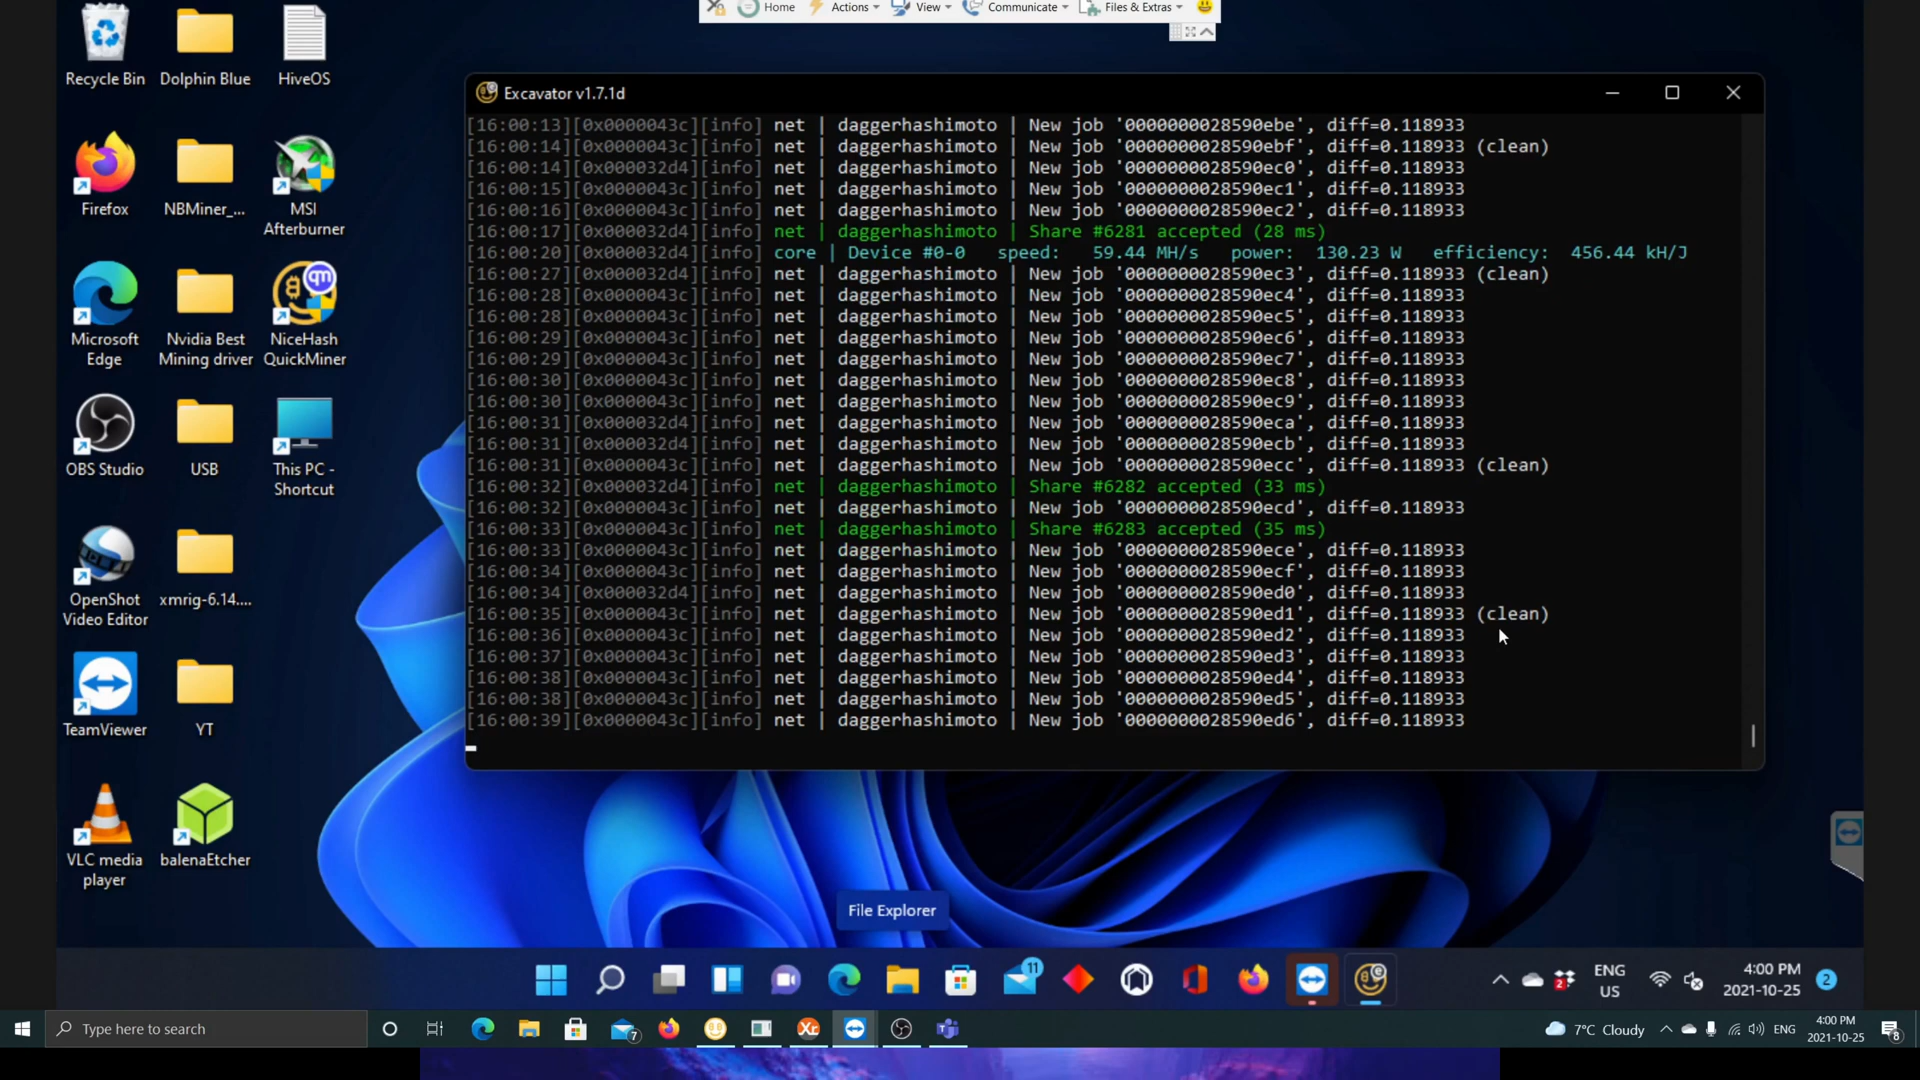 Home Actions View Communicate Files & Extras
Recycle Bin
Dolphin Blue
HiveOS
Firefox
NBMiner_...
MSI
Afterburner
Microsoft
Edge
Nvidia Best
Mining driver
NiceHash
QuickMiner
OBS Studio
USB
This PC -
Shortcut
OpenShot
Video Editor
xmrig-6.14....
TeamViewer
YT
VLC media
player
balenaEtcher
Excavator v1.7.1d
[16:00:13][0x0000043c][info] net | daggerhashimoto | New job '0000000028590ebe', diff=0.118933
[16:00:14][0x0000043c][info] net | daggerhashimoto | New job '0000000028590ebf', diff=0.118933 (clean)
[16:00:14][0x000032d4][info] net | daggerhashimoto | New job '0000000028590ec0', diff=0.118933
[16:00:15][0x0000043c][info] net | daggerhashimoto | New job '0000000028590ec1', diff=0.118933
[16:00:16][0x0000043c][info] net | daggerhashimoto | New job '0000000028590ec2', diff=0.118933
[16:00:17][0x000032d4][info] net | daggerhashimoto | Share #6281 accepted (28 ms)
[16:00:20][0x000032d4][info] core | Device #0-0 speed: 59.44 MH/s power: 130.23 W efficiency: 456.44 kH/J
[16:00:27][0x000032d4][info] net | daggerhashimoto | New job '0000000028590ec3', diff=0.118933 (clean)
[16:00:28][0x0000043c][info] net | daggerhashimoto | New job '0000000028590ec4', diff=0.118933
[16:00:28][0x0000043c][info] net | daggerhashimoto | New job '0000000028590ec5', diff=0.118933
[16:00:29][0x0000043c][info] net | daggerhashimoto | New job '0000000028590ec6', diff=0.118933
[16:00:29][0x0000043c][info] net | daggerhashimoto | New job '0000000028590ec7', diff=0.118933
[16:00:30][0x0000043c][info] net | daggerhashimoto | New job '0000000028590ec8', diff=0.118933
[16:00:30][0x0000043c][info] net | daggerhashimoto | New job '0000000028590ec9', diff=0.118933
[16:00:31][0x000032d4][info] net | daggerhashimoto | New job '0000000028590eca', diff=0.118933
[16:00:31][0x000032d4][info] net | daggerhashimoto | New job '0000000028590ecb', diff=0.118933
[16:00:31][0x0000043c][info] net | daggerhashimoto | New job '0000000028590ecc', diff=0.118933 (clean)
[16:00:32][0x000032d4][info] net | daggerhashimoto | Share #6282 accepted (33 ms)
[16:00:32][0x0000043c][info] net | daggerhashimoto | New job '0000000028590ecd', diff=0.118933
[16:00:33][0x0000043c][info] net | daggerhashimoto | Share #6283 accepted (35 ms)
[16:00:33][0x0000043c][info] net | daggerhashimoto | New job '0000000028590ece', diff=0.118933
[16:00:34][0x0000043c][info] net | daggerhashimoto | New job '0000000028590ecf', diff=0.118933
[16:00:34][0x000032d4][info] net | daggerhashimoto | New job '0000000028590ed0', diff=0.118933
[16:00:35][0x0000043c][info] net | daggerhashimoto | New job '0000000028590ed1', diff=0.118933 (clean)
[16:00:36][0x0000043c][info] net | daggerhashimoto | New job '0000000028590ed2', diff=0.118933
[16:00:37][0x0000043c][info] net | daggerhashimoto | New job '0000000028590ed3', diff=0.118933
[16:00:38][0x0000043c][info] net | daggerhashimoto | New job '0000000028590ed4', diff=0.118933
[16:00:38][0x0000043c][info] net | daggerhashimoto | New job '0000000028590ed5', diff=0.118933
[16:00:39][0x0000043c][info] net | daggerhashimoto | New job '0000000028590ed6', diff=0.118933
File Explorer
11
2
ENG
US
4:00 PM
2021-10-25
2
Type here to search
7
7°C Cloudy
ENG
4:00 PM
2021-10-25
8